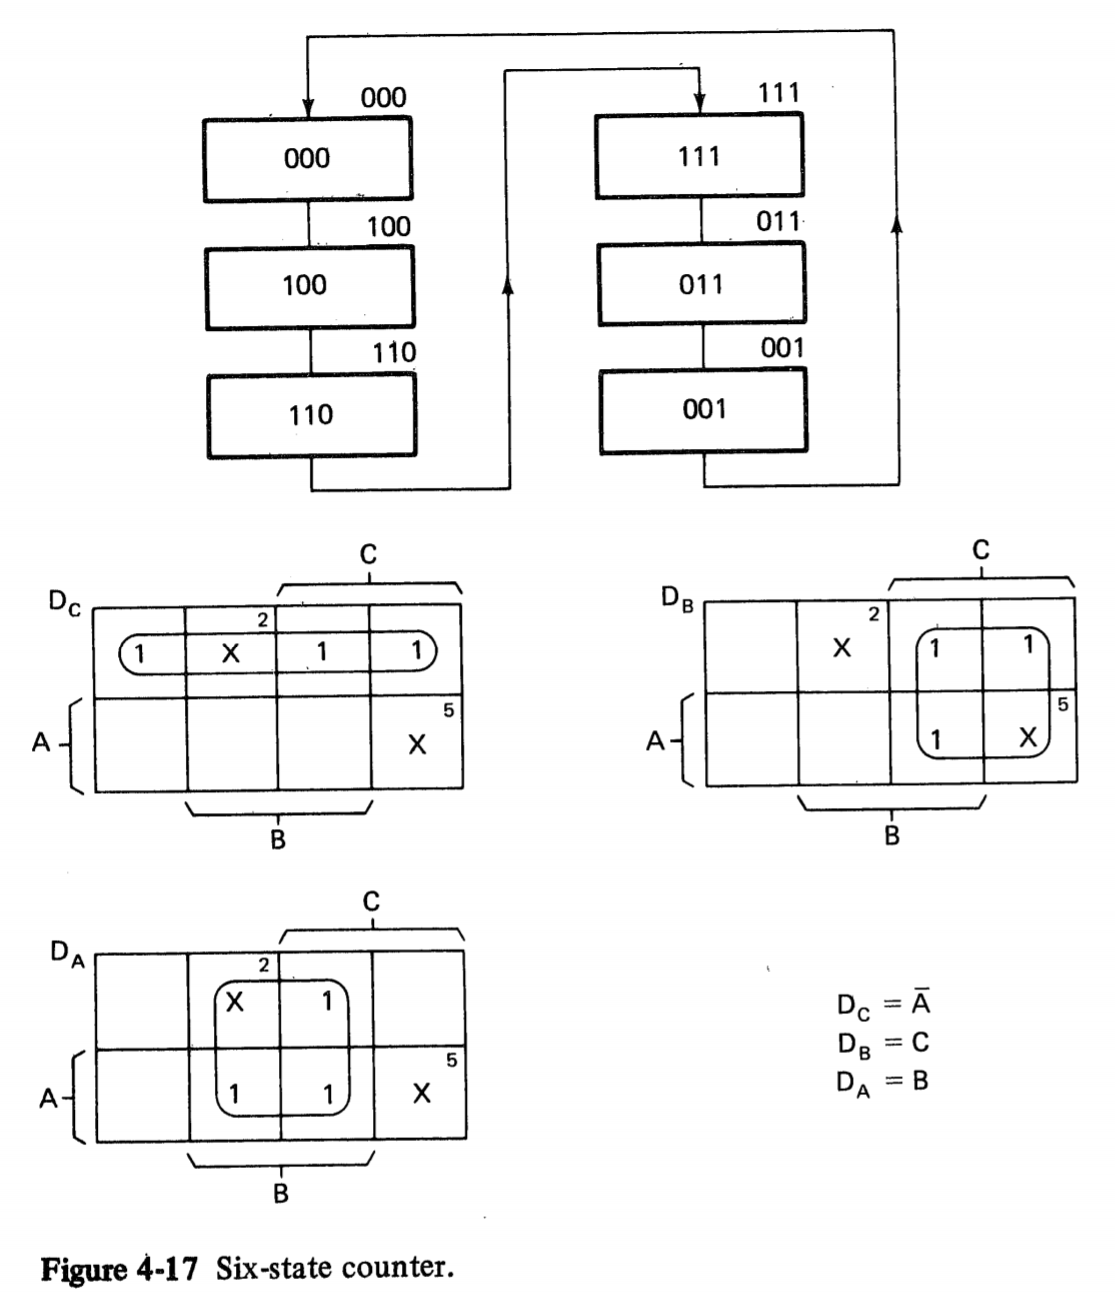 000
000
100
100
110
110
111
111
011
011
001
001
C
D_C
2
1 X 1 1
5
A
X
B
C
D_B
2
X 1 1
5
A
1 X
B
C
D_A
2
X 1
5
A
1 1 X
B
D_C = Ā
D_B = C
D_A = B
Figure 4-17 Six-state counter.